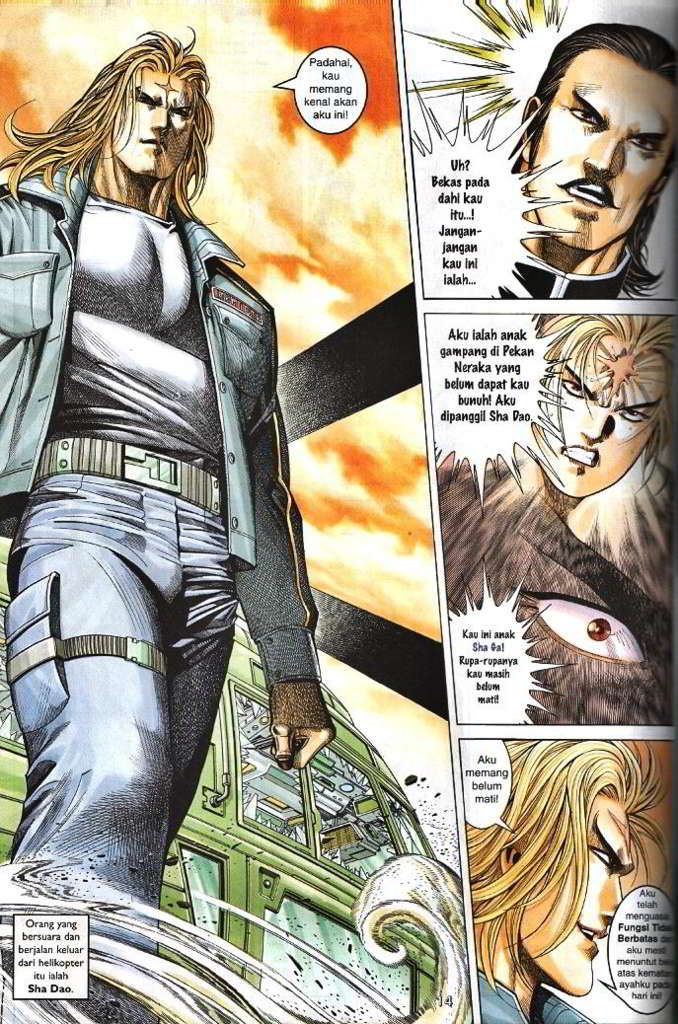 Padahal,
kau
memang
kenal akan
aku ini!
Uh?
Bekas pada
dahi kau
itu...!
Jangan-
jangan
kau ini
ialah...
Aku ialah anak
gampang di Pekan
Neraka yang
belum dapat kau
bunuh! Aku
dipanggil Sha Dao.
Kau ini anak
Sha Ga!
Rupa-rupanya
kau masih
belum
mati!
Aku
memang
belum
mati!
Aku
telah
menguasai
Fungsi
Berbatas
aku mesti
menuntut
atas
ayahku pada
hari ini!
Orang yang
bersuara dan
berjalan keluar
dari helikopter
itu ialah
Sha Dao.
14